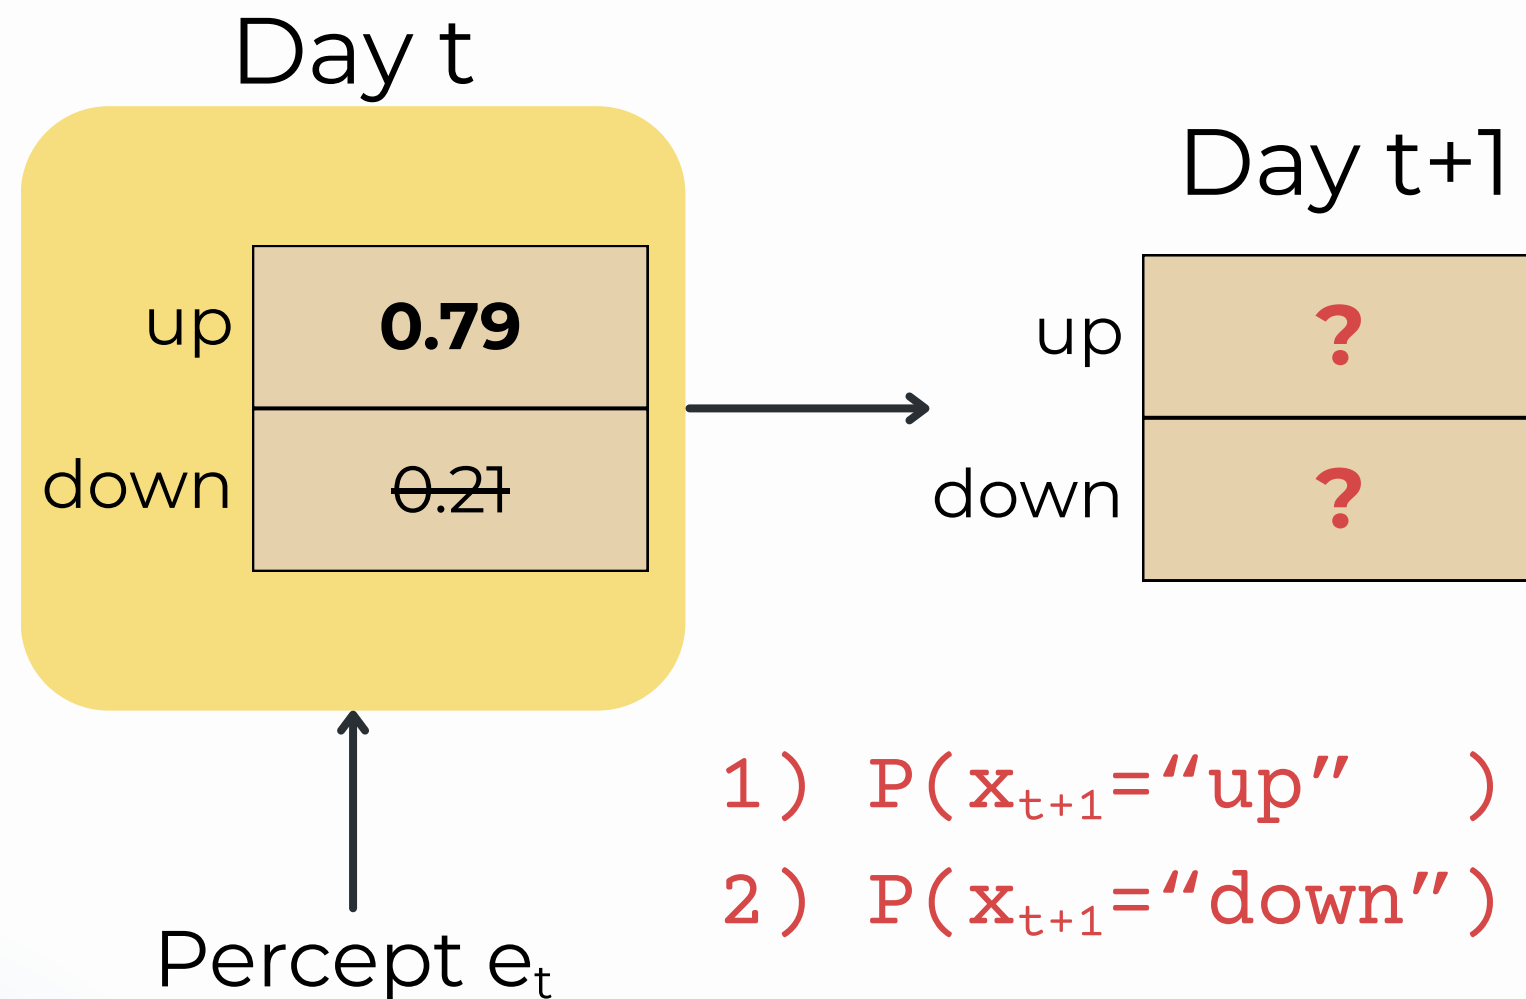 Day t
Day t+1
up
0.79
down
0.21
up
?
down
?
1) P(xₜ₊₁=“up”  )
2) P(xₜ₊₁=“down”)
Percept eₜ